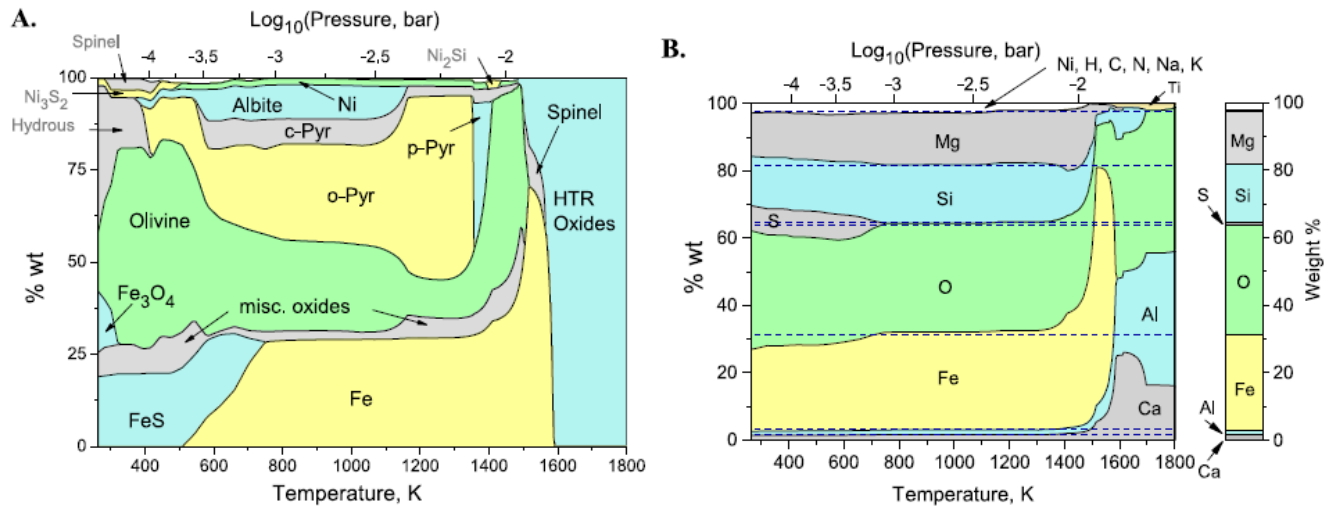 A.
Log10(Pressure, bar)
Spinel
Ni2Si
-4
-3,5
-3
-2,5
-2
100
75
50
25
0
% wt
Ni3S2
Hydrous
Albite
Ni
c-Pyr
p-Pyr
Spinel
o-Pyr
HTR
Oxides
Olivine
Fe3O4
misc. oxides
FeS
Fe
400
600
800
1000
1200
1400
1600
1800
Temperature, K
B.
Log10(Pressure, bar)
Ni, H, C, N, Na, K
-4
-3
-2
Ti
100
80
60
40
20
0
% wt
Mg
Si
S
O
Fe
Al
Ca
400
600
800
1000
1200
1400
1600
1800
Temperature, K
100
80
60
40
20
0
Weight %
Mg
Si
S
O
Fe
Al
Ca